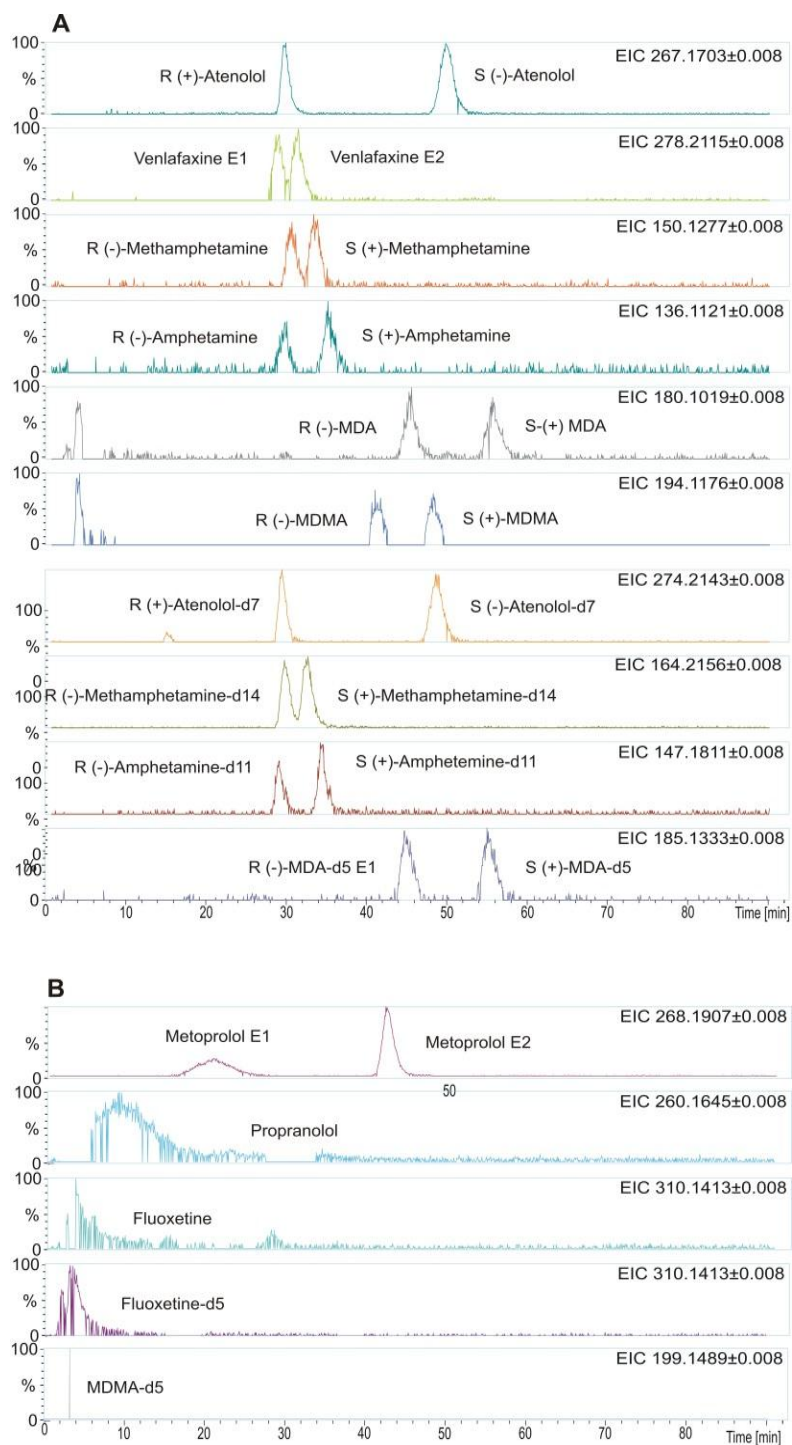 A
100
%
0
R (+)-Atenolol
S (-)-Atenolol
EIC 267.1703±0.008
100
%
0
Venlafaxine E1
Venlafaxine E2
EIC 278.2115±0.008
100
%
0
R (-)-Methamphetamine
S (+)-Methamphetamine
EIC 150.1277±0.008
100
%
0
R (-)-Amphetamine
S (+)-Amphetamine
EIC 136.1121±0.008
100
%
0
R (-)-MDA
S-(+) MDA
EIC 180.1019±0.008
100
%
0
R (-)-MDMA
S (+)-MDMA
EIC 194.1176±0.008
100
%
0
R (+)-Atenolol-d7
S (-)-Atenolol-d7
EIC 274.2143±0.008
100
%
0
R (-)-Methamphetamine-d14
S (+)-Methamphetamine-d14
EIC 164.2156±0.008
100
%
0
R (-)-Amphetamine-d11
S (+)-Amphetemine-d11
EIC 147.1811±0.008
100
%
0
R (-)-MDA-d5 E1
S (+)-MDA-d5
EIC 185.1333±0.008
0 10 20 30 40 50 60 70 80 Time [min]
B
%
0
Metoprolol E1
Metoprolol E2
EIC 268.1907±0.008
50
100
%
0
Propranolol
EIC 260.1645±0.008
100
%
0
Fluoxetine
EIC 310.1413±0.008
100
%
0
Fluoxetine-d5
EIC 310.1413±0.008
100
%
0
MDMA-d5
EIC 199.1489±0.008
0 10 20 30 40 50 60 70 80 Time [min]